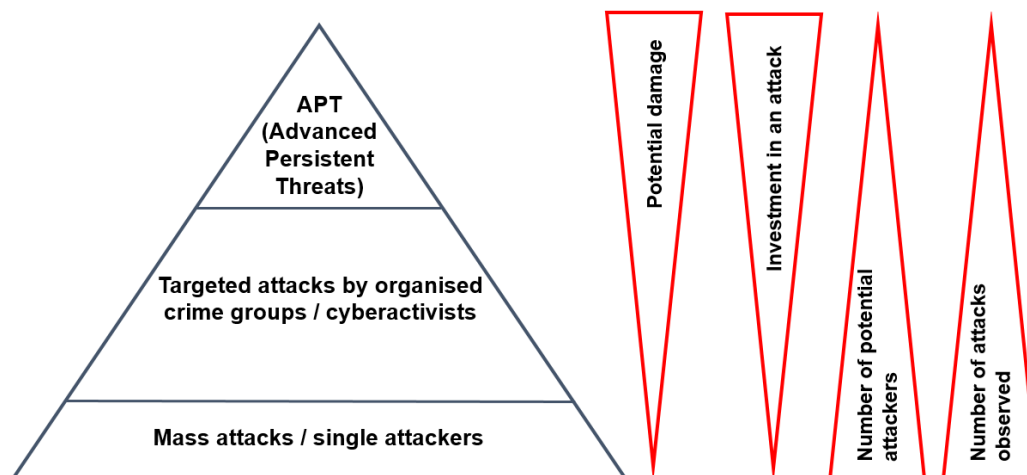 APT
(Advanced
Persistent
Threats)
Targeted attacks by organised
crime groups / cyberactivists
Mass attacks / single attackers
Potential damage
Investment in an attack
Number of potential
attackers
Number of attacks
observed